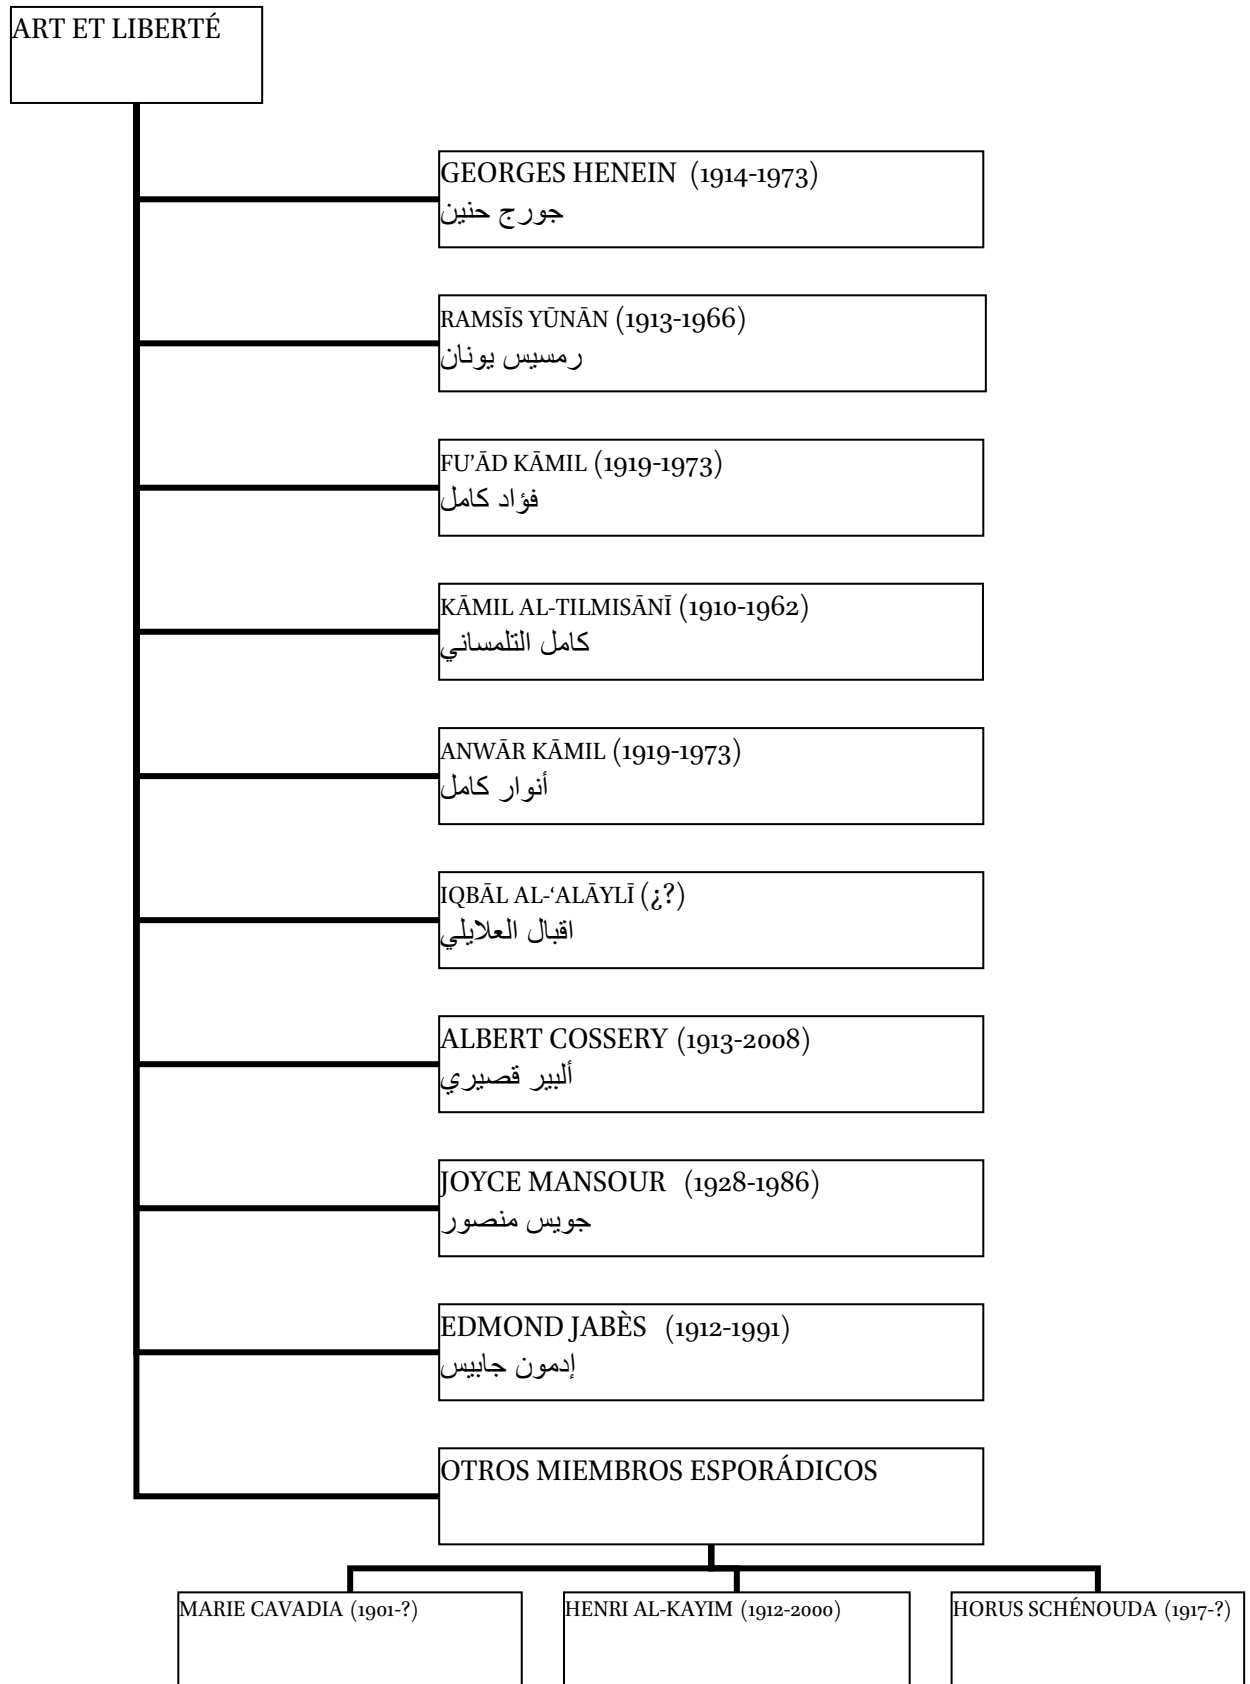 ART ET LIBERTÉ
GEORGES HENEIN (1914-1973)
جورج حنين
RAMSĪS YŪNĀN (1913-1966)
رمسيس يونان
FU’ĀD KĀMIL (1919-1973)
فؤاد كامل
KĀMIL AL-TILMISĀNĪ (1910-1962)
كامل التلمساني
ANWĀR KĀMIL (1919-1973)
أنوار كامل
IQBĀL AL-‘ALĀYLĪ (¿?)
اقبال العلايلي
ALBERT COSSERY (1913-2008)
ألبير قصيري
JOYCE MANSOUR (1928-1986)
جويس منصور
EDMOND JABÈS (1912-1991)
إدمون جابيس
OTROS MIEMBROS ESPORÁDICOS
MARIE CAVADIA (1901-?)
HENRI AL-KAYIM (1912-2000)
HORUS SCHÉNOUDA (1917-?)